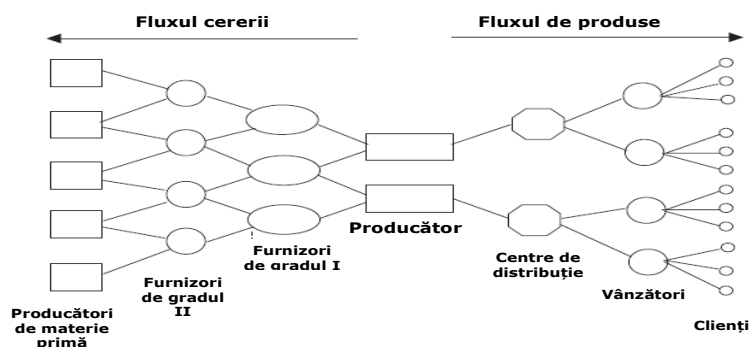 Fluxul cererii
Fluxul de produse
Producător
Furnizori
de gradul I
Centre de
distribuție
Furnizori
de gradul
II
Vânzători
Producători
de materie
primă
Clienți